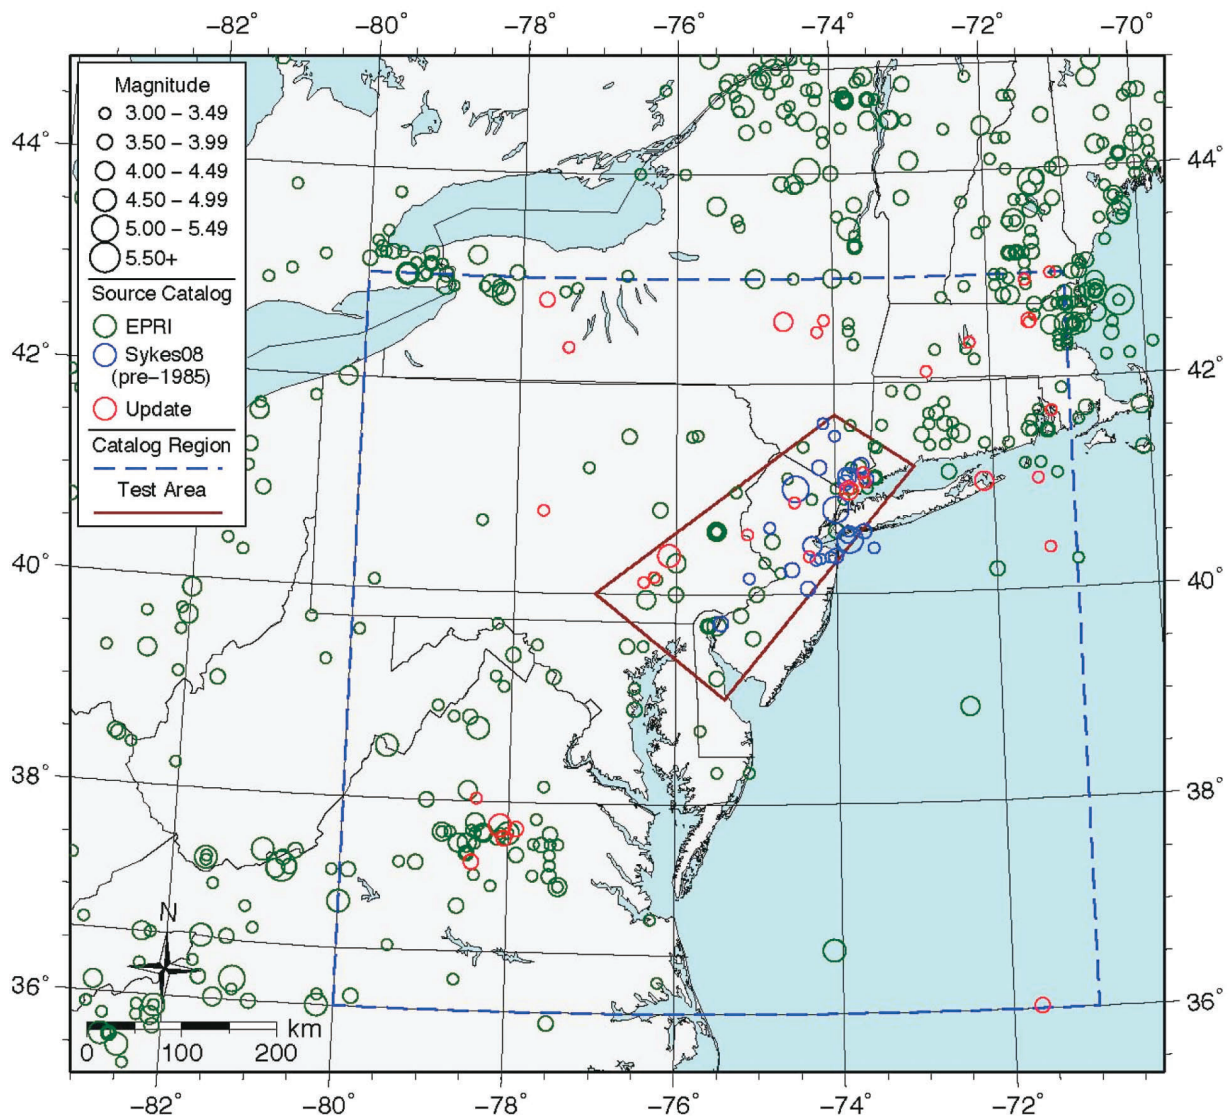 −82° −80° −78° −76° −74° −72° −70°
Magnitude
3.00 − 3.49
3.50 − 3.99
4.00 − 4.49
4.50 − 4.99
5.00 − 5.49
5.50+
Source Catalog
EPRI
Sykes08
(pre−1985)
Update
Catalog Region
Test Area
44° 44°
42° 42°
40° 40°
38° 38°
36° 36°
N
km
0 100 200
−82° −80° −78° −76° −74° −72°